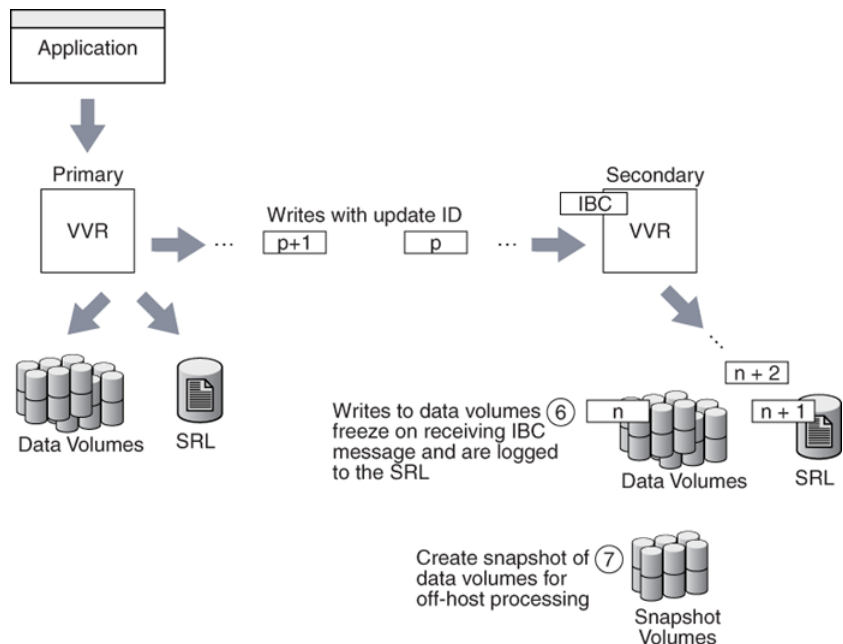 Application
Primary
Secondary
IBC
VVR
Writes with update ID
VVR
...
p+1
p
...
...
n + 2
Writes to data volumes 6
freeze on receiving IBC
message and are logged
to the SRL
n
n + 1
Data Volumes
SRL
Data Volumes
SRL
Create snapshot of 7
data volumes for
off-host processing
Snapshot
Volumes